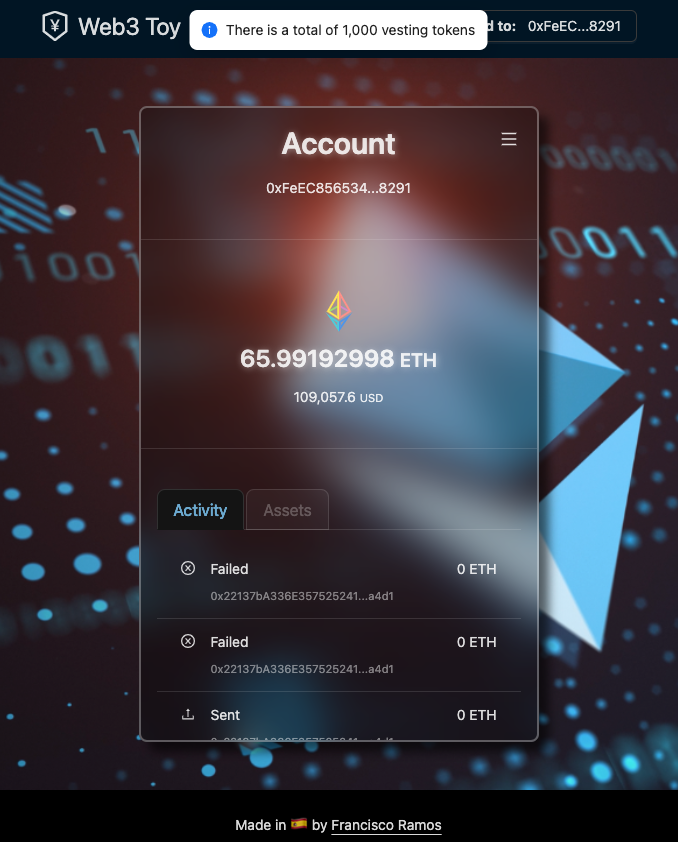 Web3 Toy
There is a total of 1,000 vesting tokens
d to: 0xFeEC...8291
Account
0xFeEC856534...8291
65.99192998 ETH
109,057.6 USD
Activity
Assets
Failed 0 ETH
0x22137bA336E357525241...a4d1
Failed 0 ETH
0x22137bA336E357525241...a4d1
Sent 0 ETH
Made in 🇪🇸 by Francisco Ramos